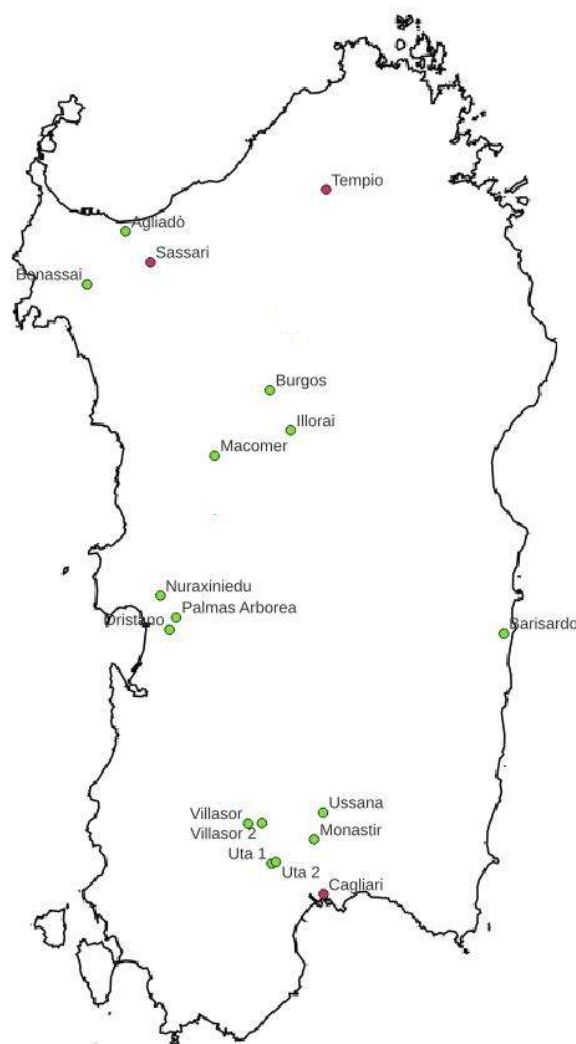 Tempio
Agliadò
Sassari
Bonassai
Burgos
Illorai
Macomer
Nuraxiniedu
Palmas Arborea
Oristano
Barisardo
Ussana
Villasor
Villasor 2
Monastir
Uta 1
Uta 2
Cagliari